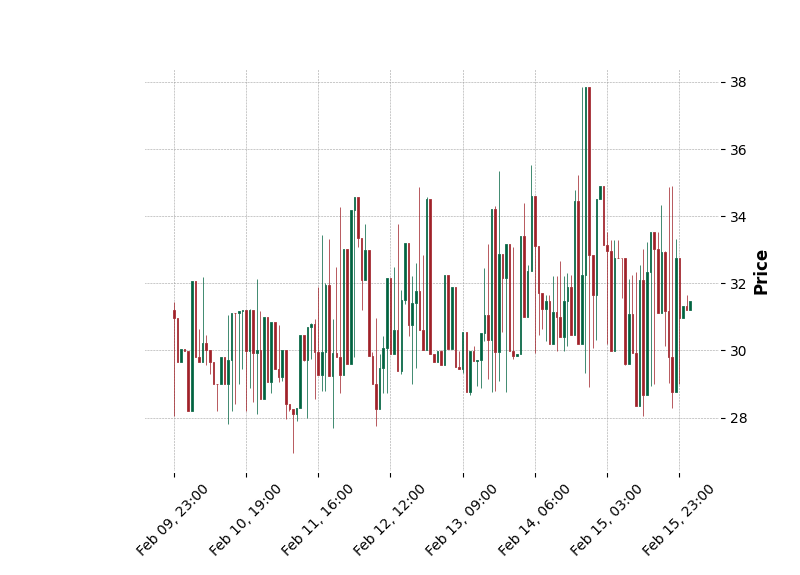 38
36
34
32
30
28
Price
Feb 09, 23:00
Feb 10, 19:00
Feb 11, 16:00
Feb 12, 12:00
Feb 13, 09:00
Feb 14, 06:00
Feb 15, 03:00
Feb 15, 23:00